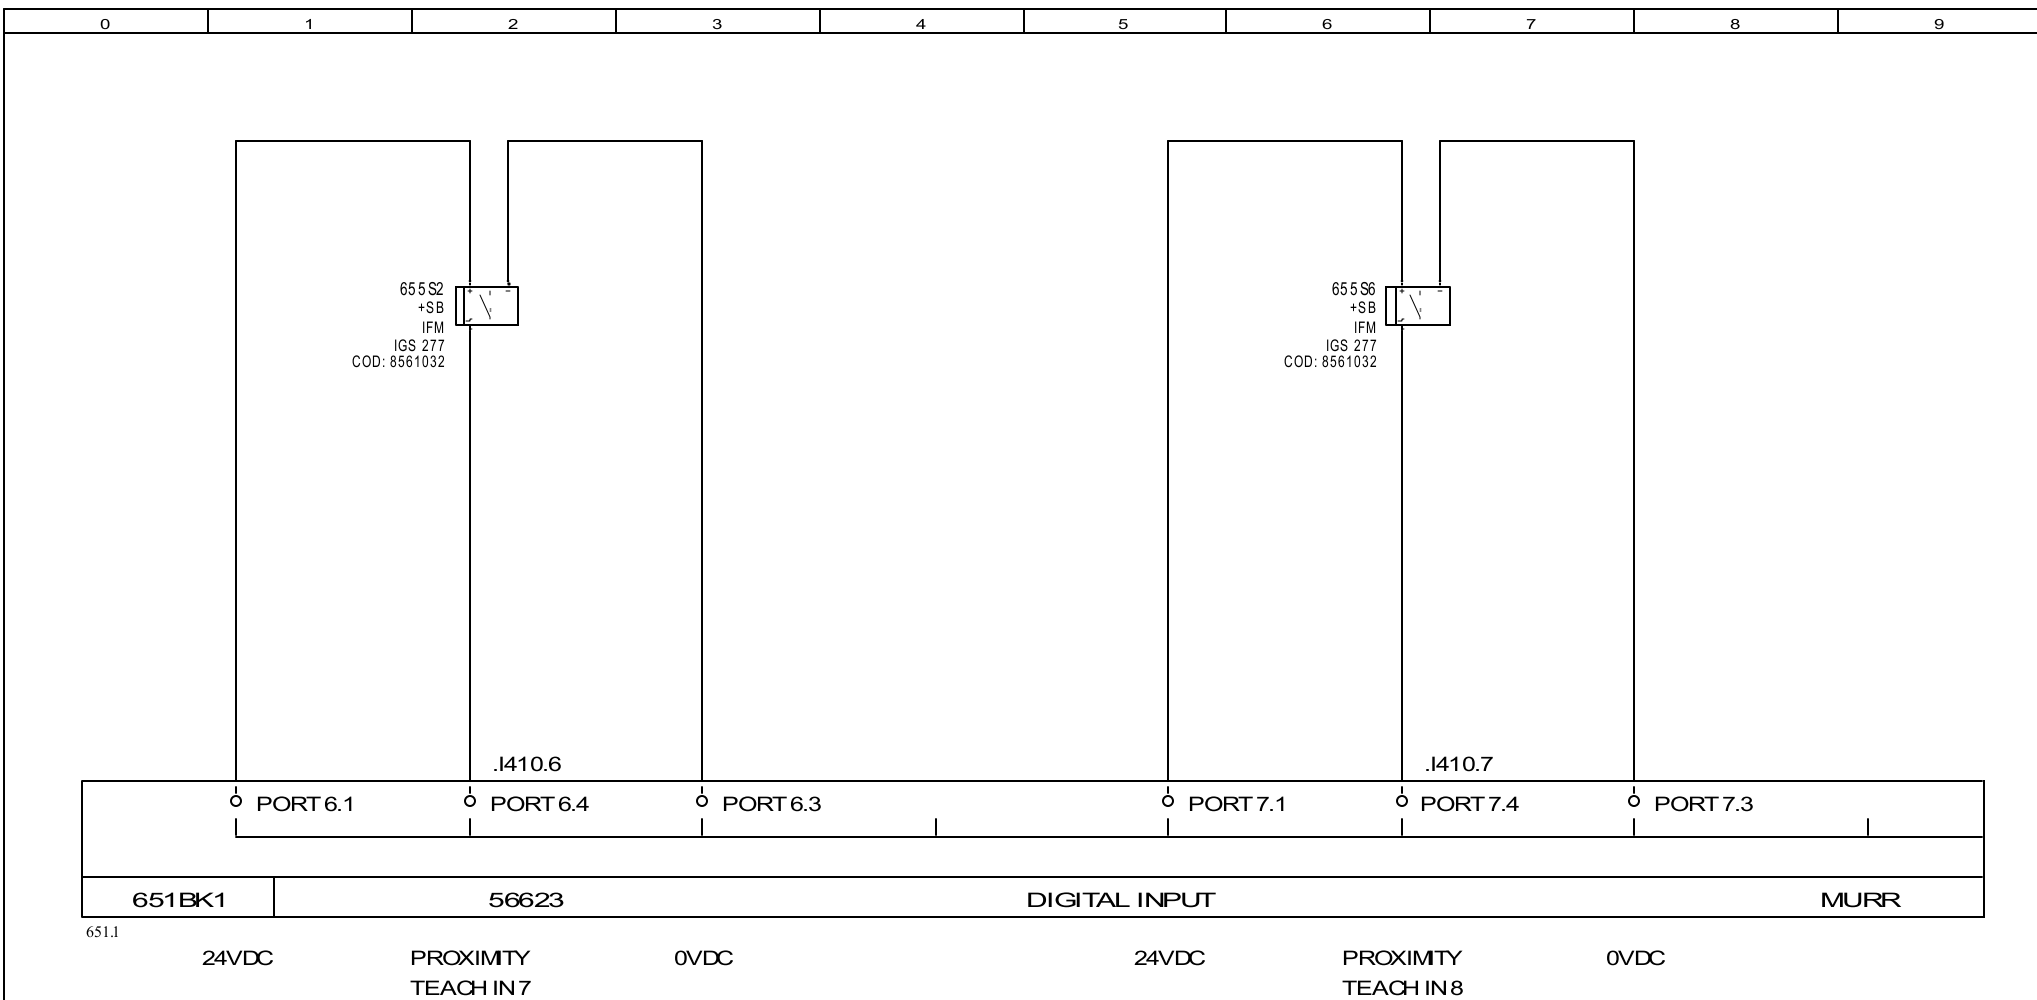 0 1 2 3 4 5 6 7 8 9
655S2
+SB
IFM
IGS 277
COD: 8561032
655S6
+SB
IFM
IGS 277
COD: 8561032
.I410.6 .I410.7
PORT 6.1 PORT 6.4 PORT 6.3 PORT 7.1 PORT 7.4 PORT 7.3
651BK1 56623 DIGITAL INPUT MURR
651.1
24VDC PROXIMITY 0VDC 24VDC PROXIMITY 0VDC
TEACH IN 7 TEACH IN 8